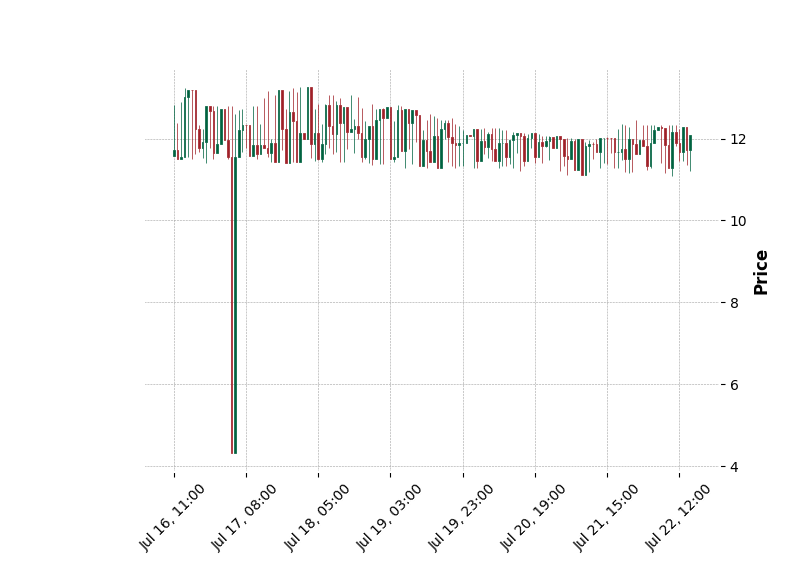 12
10
8
6
4
Price
Jul 16, 11:00
Jul 17, 08:00
Jul 18, 05:00
Jul 19, 03:00
Jul 19, 23:00
Jul 20, 19:00
Jul 21, 15:00
Jul 22, 12:00